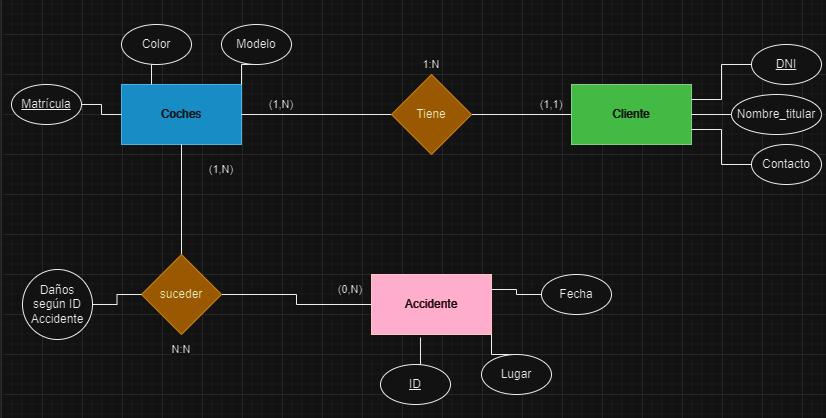 Color
Modelo
1:N
DNI
Matrícula
Coches
(1,N)
Tiene
(1,1)
Cliente
Nombre_titular
Contacto
(1,N)
Daños
según ID
Accidente
suceder
(0,N)
Accidente
Fecha
N:N
ID
Lugar